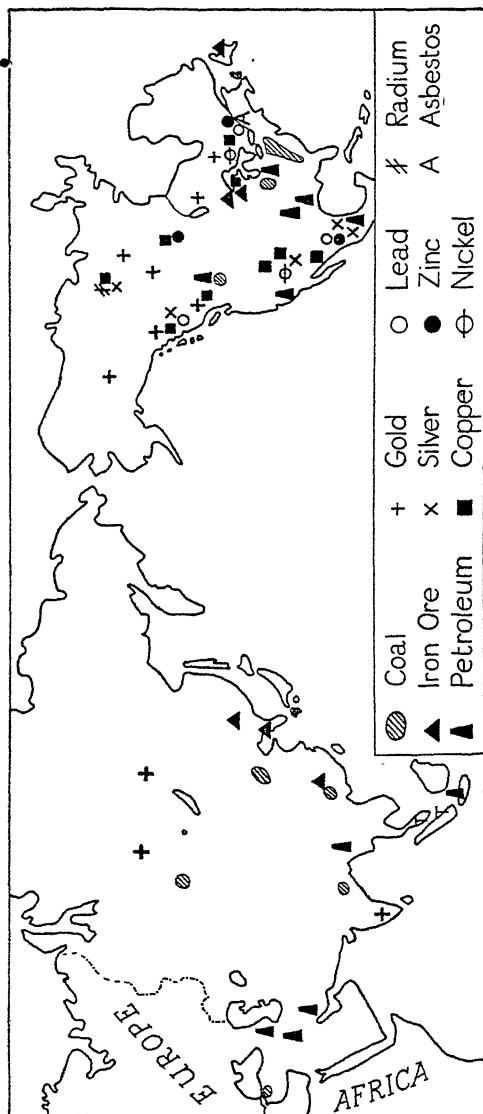 EUROPE
AFRICA
A
Coal
Iron Ore
Petroleum
Gold
Silver
Copper
Lead
Zinc
Nickel
Radium
A Asbestos